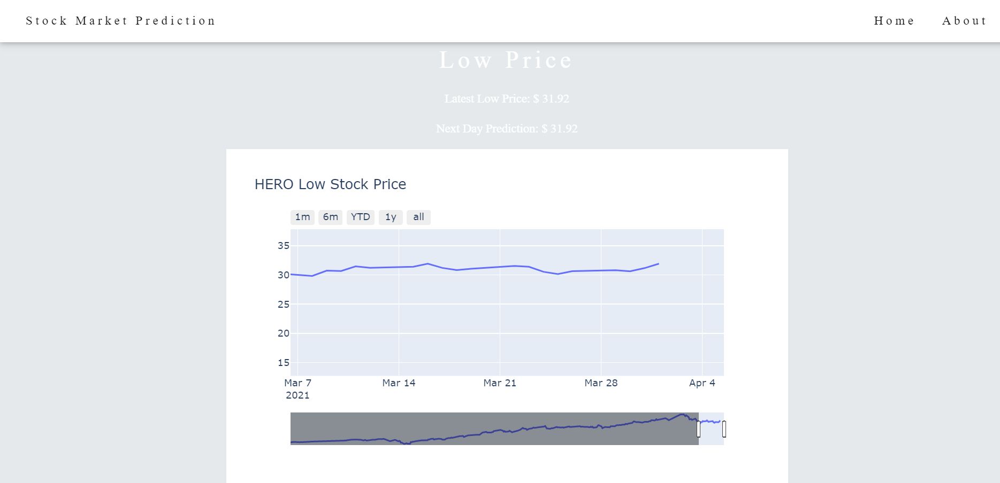 Stock Market Prediction Home About
Low Price
Latest Low Price: $ 31.92
Next Day Prediction: $ 31.92
HERO Low Stock Price
1m 6m YTD 1y all
35
30
25
20
15
Mar 7 Mar 14 Mar 21 Mar 28 Apr 4
2021